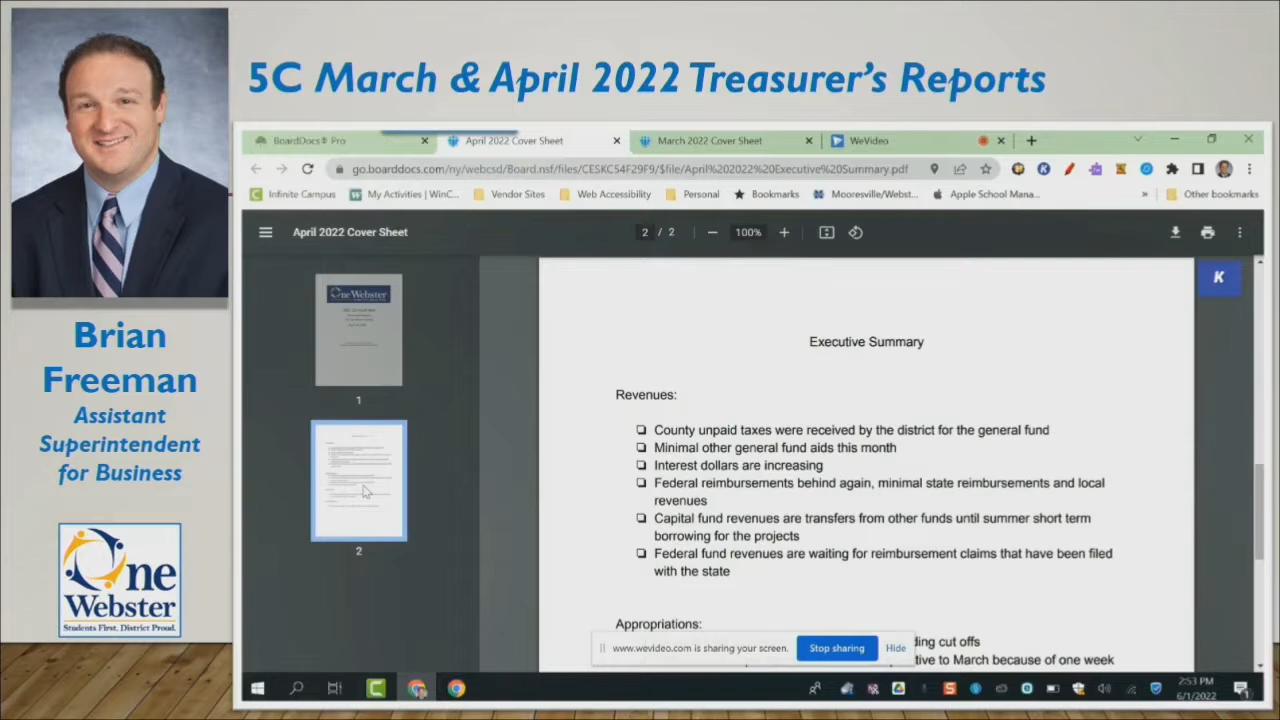 5C March & April 2022 Treasurer's Reports
Brian
Freeman
Assistant
Superintendent
for Business
One
Webster
Students First. District Proud.
BoardDocs® Pro
April 2022 Cover Sheet
March 2022 Cover Sheet
WeVideo
go.boarddocs.com/ny/webcsd/Board.nsf/files/CESKC54F29F9/$file/April%202022%20Executive%20Summary.pdf
Infinite Campus
My Activities | WinC...
Vendor Sites
Web Accessibility
Personal
Bookmarks
Mooresville/Webst...
Apple School Mana...
»
Other bookmarks
April 2022 Cover Sheet
2 / 2
100%
One Webster
1
2
K
Executive Summary
Revenues:
County unpaid taxes were received by the district for the general fund
Minimal other general fund aids this month
Interest dollars are increasing
Federal reimbursements behind again, minimal state reimbursements and local
revenues
Capital fund revenues are transfers from other funds until summer short term
borrowing for the projects
Federal fund revenues are waiting for reimbursement claims that have been filed
with the state
Appropriations:
ding cut offs
tive to March because of one week
www.wevideo.com is sharing your screen.
Stop sharing
Hide
2:53 PM
6/1/2022